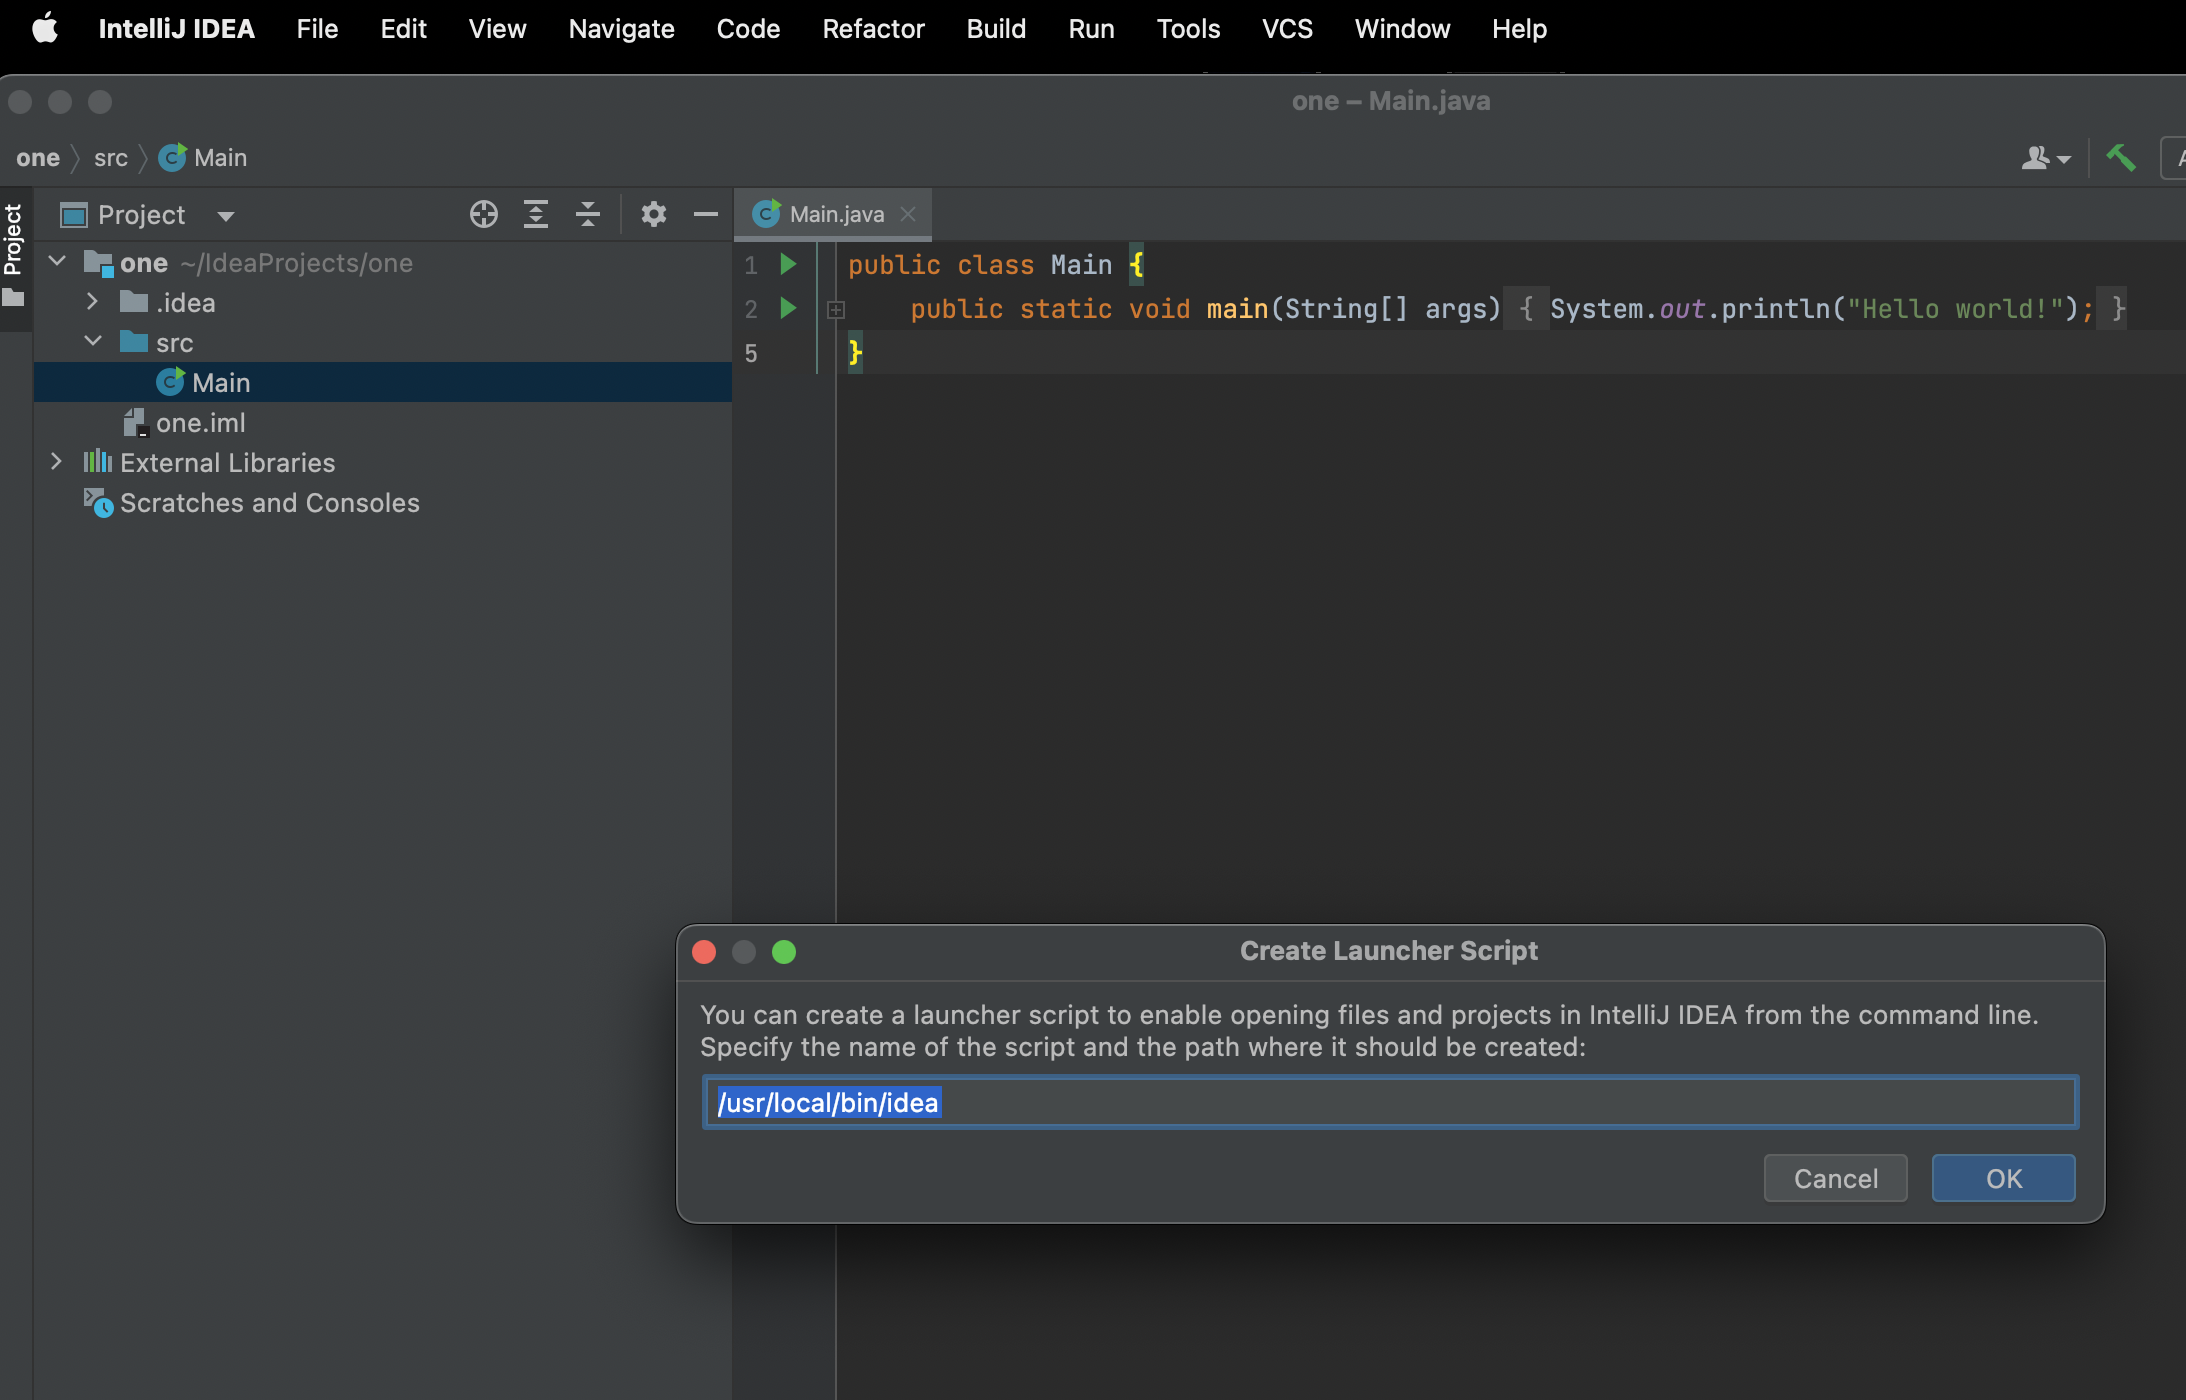 IntelliJ IDEA File Edit View Navigate Code Refactor Build Run Tools VCS Window Help
one – Main.java
one src Main
Project
Project
Main.java
one ~/IdeaProjects/one
.idea
src
Main
one.iml
External Libraries
Scratches and Consoles
1 public class Main {
2 public static void main(String[] args) { System.out.println("Hello world!"); }
5 }
Create Launcher Script
You can create a launcher script to enable opening files and projects in IntelliJ IDEA from the command line.
Specify the name of the script and the path where it should be created:
/usr/local/bin/idea
Cancel OK